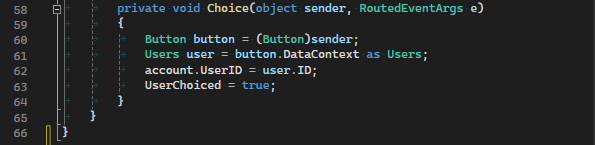 58 private void Choice(object sender, RoutedEventArgs e)
59 {
60 Button button = (Button)sender;
61 Users user = button.DataContext as Users;
62 account.UserID = user.ID;
63 UserChoiced = true;
64 }
65 }
66 }